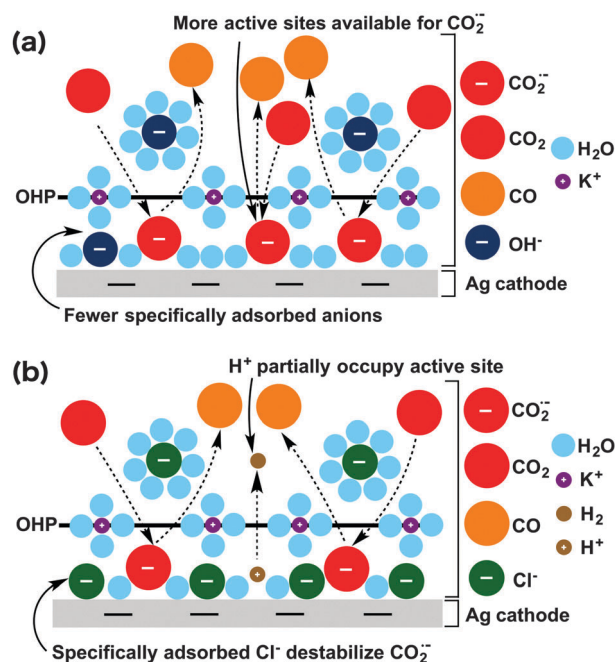 (a)
More active sites available for CO₂·⁻
CO₂·⁻
CO₂
CO
OH⁻
H₂O
K⁺
OHP
Ag cathode
Fewer specifically adsorbed anions
(b)
H⁺ partially occupy active site
CO₂·⁻
CO₂
CO
Cl⁻
H₂O
K⁺
H₂
H⁺
OHP
Ag cathode
Specifically adsorbed Cl⁻ destabilize CO₂·⁻